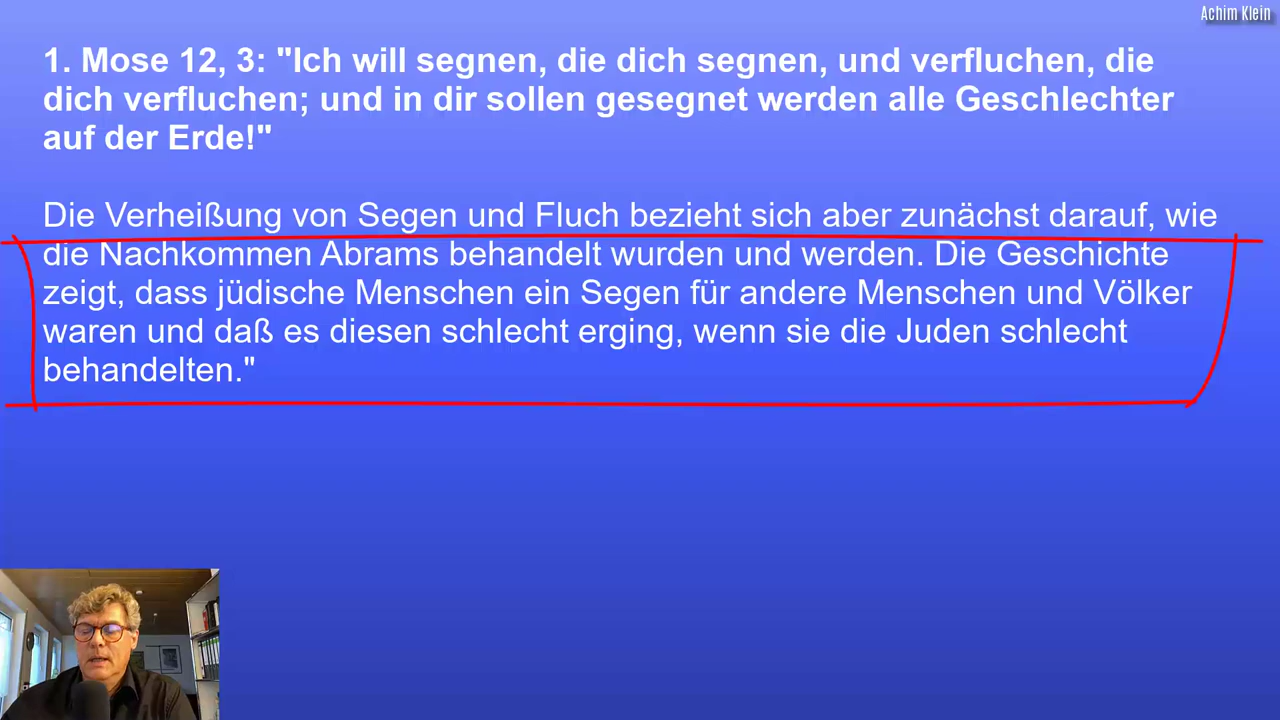 Achim Klein
1. Mose 12, 3: "Ich will segnen, die dich segnen, und verfluchen, die
dich verfluchen; und in dir sollen gesegnet werden alle Geschlechter
auf der Erde!"
Die Verheißung von Segen und Fluch bezieht sich aber zunächst darauf, wie
die Nachkommen Abrams behandelt wurden und werden. Die Geschichte
zeigt, dass jüdische Menschen ein Segen für andere Menschen und Völker
waren und daß es diesen schlecht erging, wenn sie die Juden schlecht
behandelten."